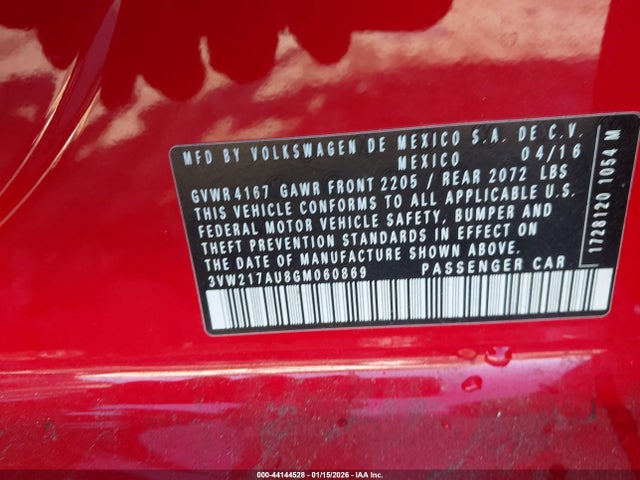 MFD BY VOLKSWAGEN DE MEXICO S.A. DE C.V.
MEXICO 04/16
GVWR 4167 GAWR FRONT 2205 / REAR 2072 LBS
THIS VEHICLE CONFORMS TO ALL APPLICABLE U.S.
FEDERAL MOTOR VEHICLE SAFETY, BUMPER AND
THEFT PREVENTION STANDARDS IN EFFECT ON
THE DATE OF MANUFACTURE SHOWN ABOVE.
3VW217AU8GM060869 PASSENGER CAR
1728120 1054 M
000-44144528 - 01/15/2026 - IAA Inc.